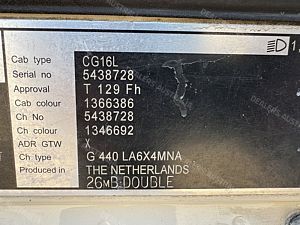 Cab type CG16L
Serial no 5438728
Approval T 129 Fh
Cab colour 1366386
Ch No 5438728
Ch colour 1346692
ADR GTW X
Ch type G 440 LA6X4MNA
Produced in THE NETHERLANDS
26mB:DOUBLE